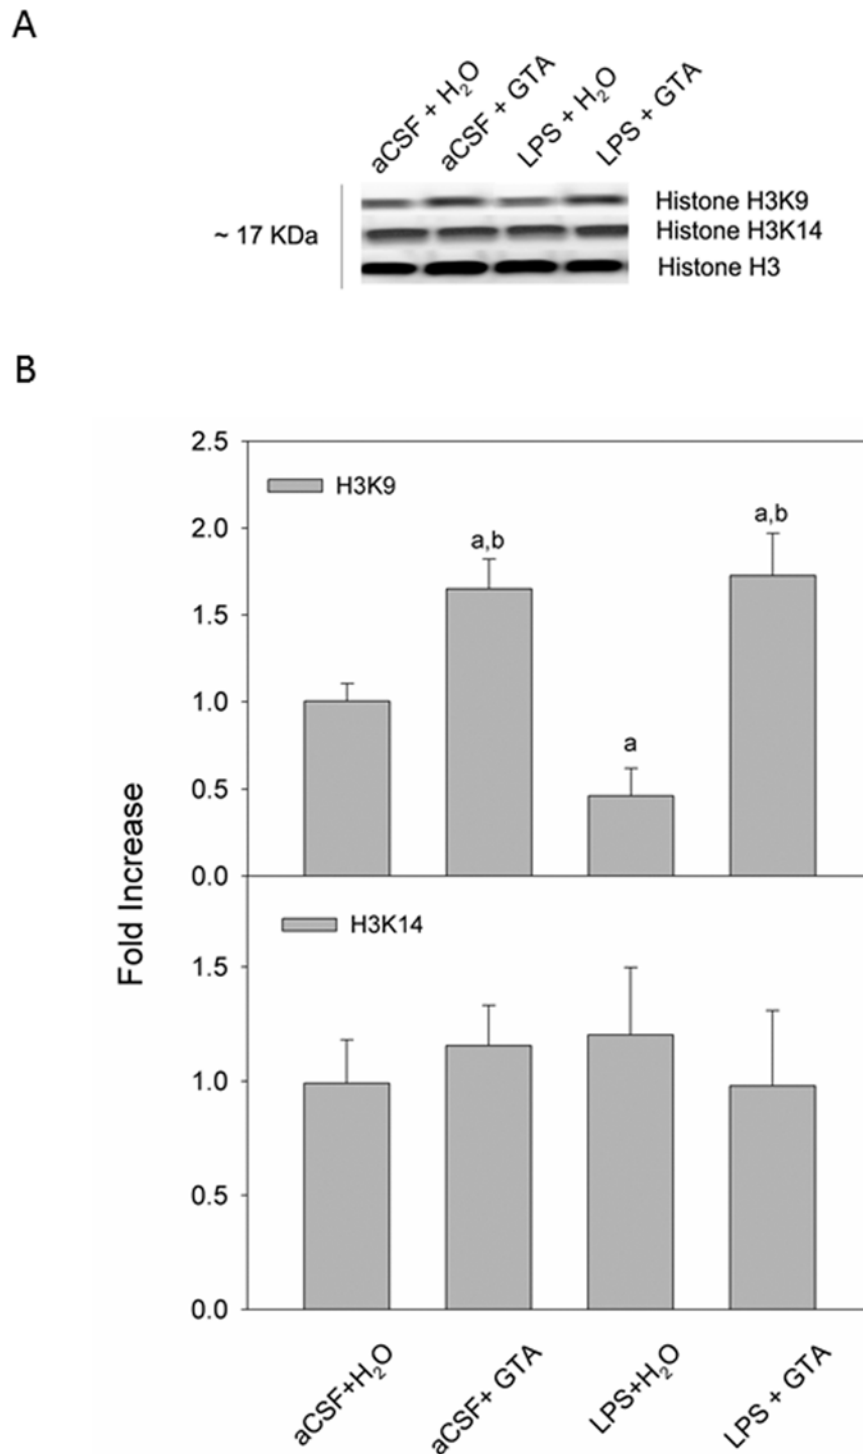 A
aCSF + H₂O
aCSF + GTA
LPS + H₂O
LPS + GTA
~ 17 KDa
Histone H3K9
Histone H3K14
Histone H3
B
Fold Increase
2.5
H3K9
2.0
a,b
a,b
1.5
1.0
a
0.5
0.0
H3K14
1.5
1.0
0.5
0.0
aCSF+H₂O
aCSF+ GTA
LPS+H₂O
LPS + GTA